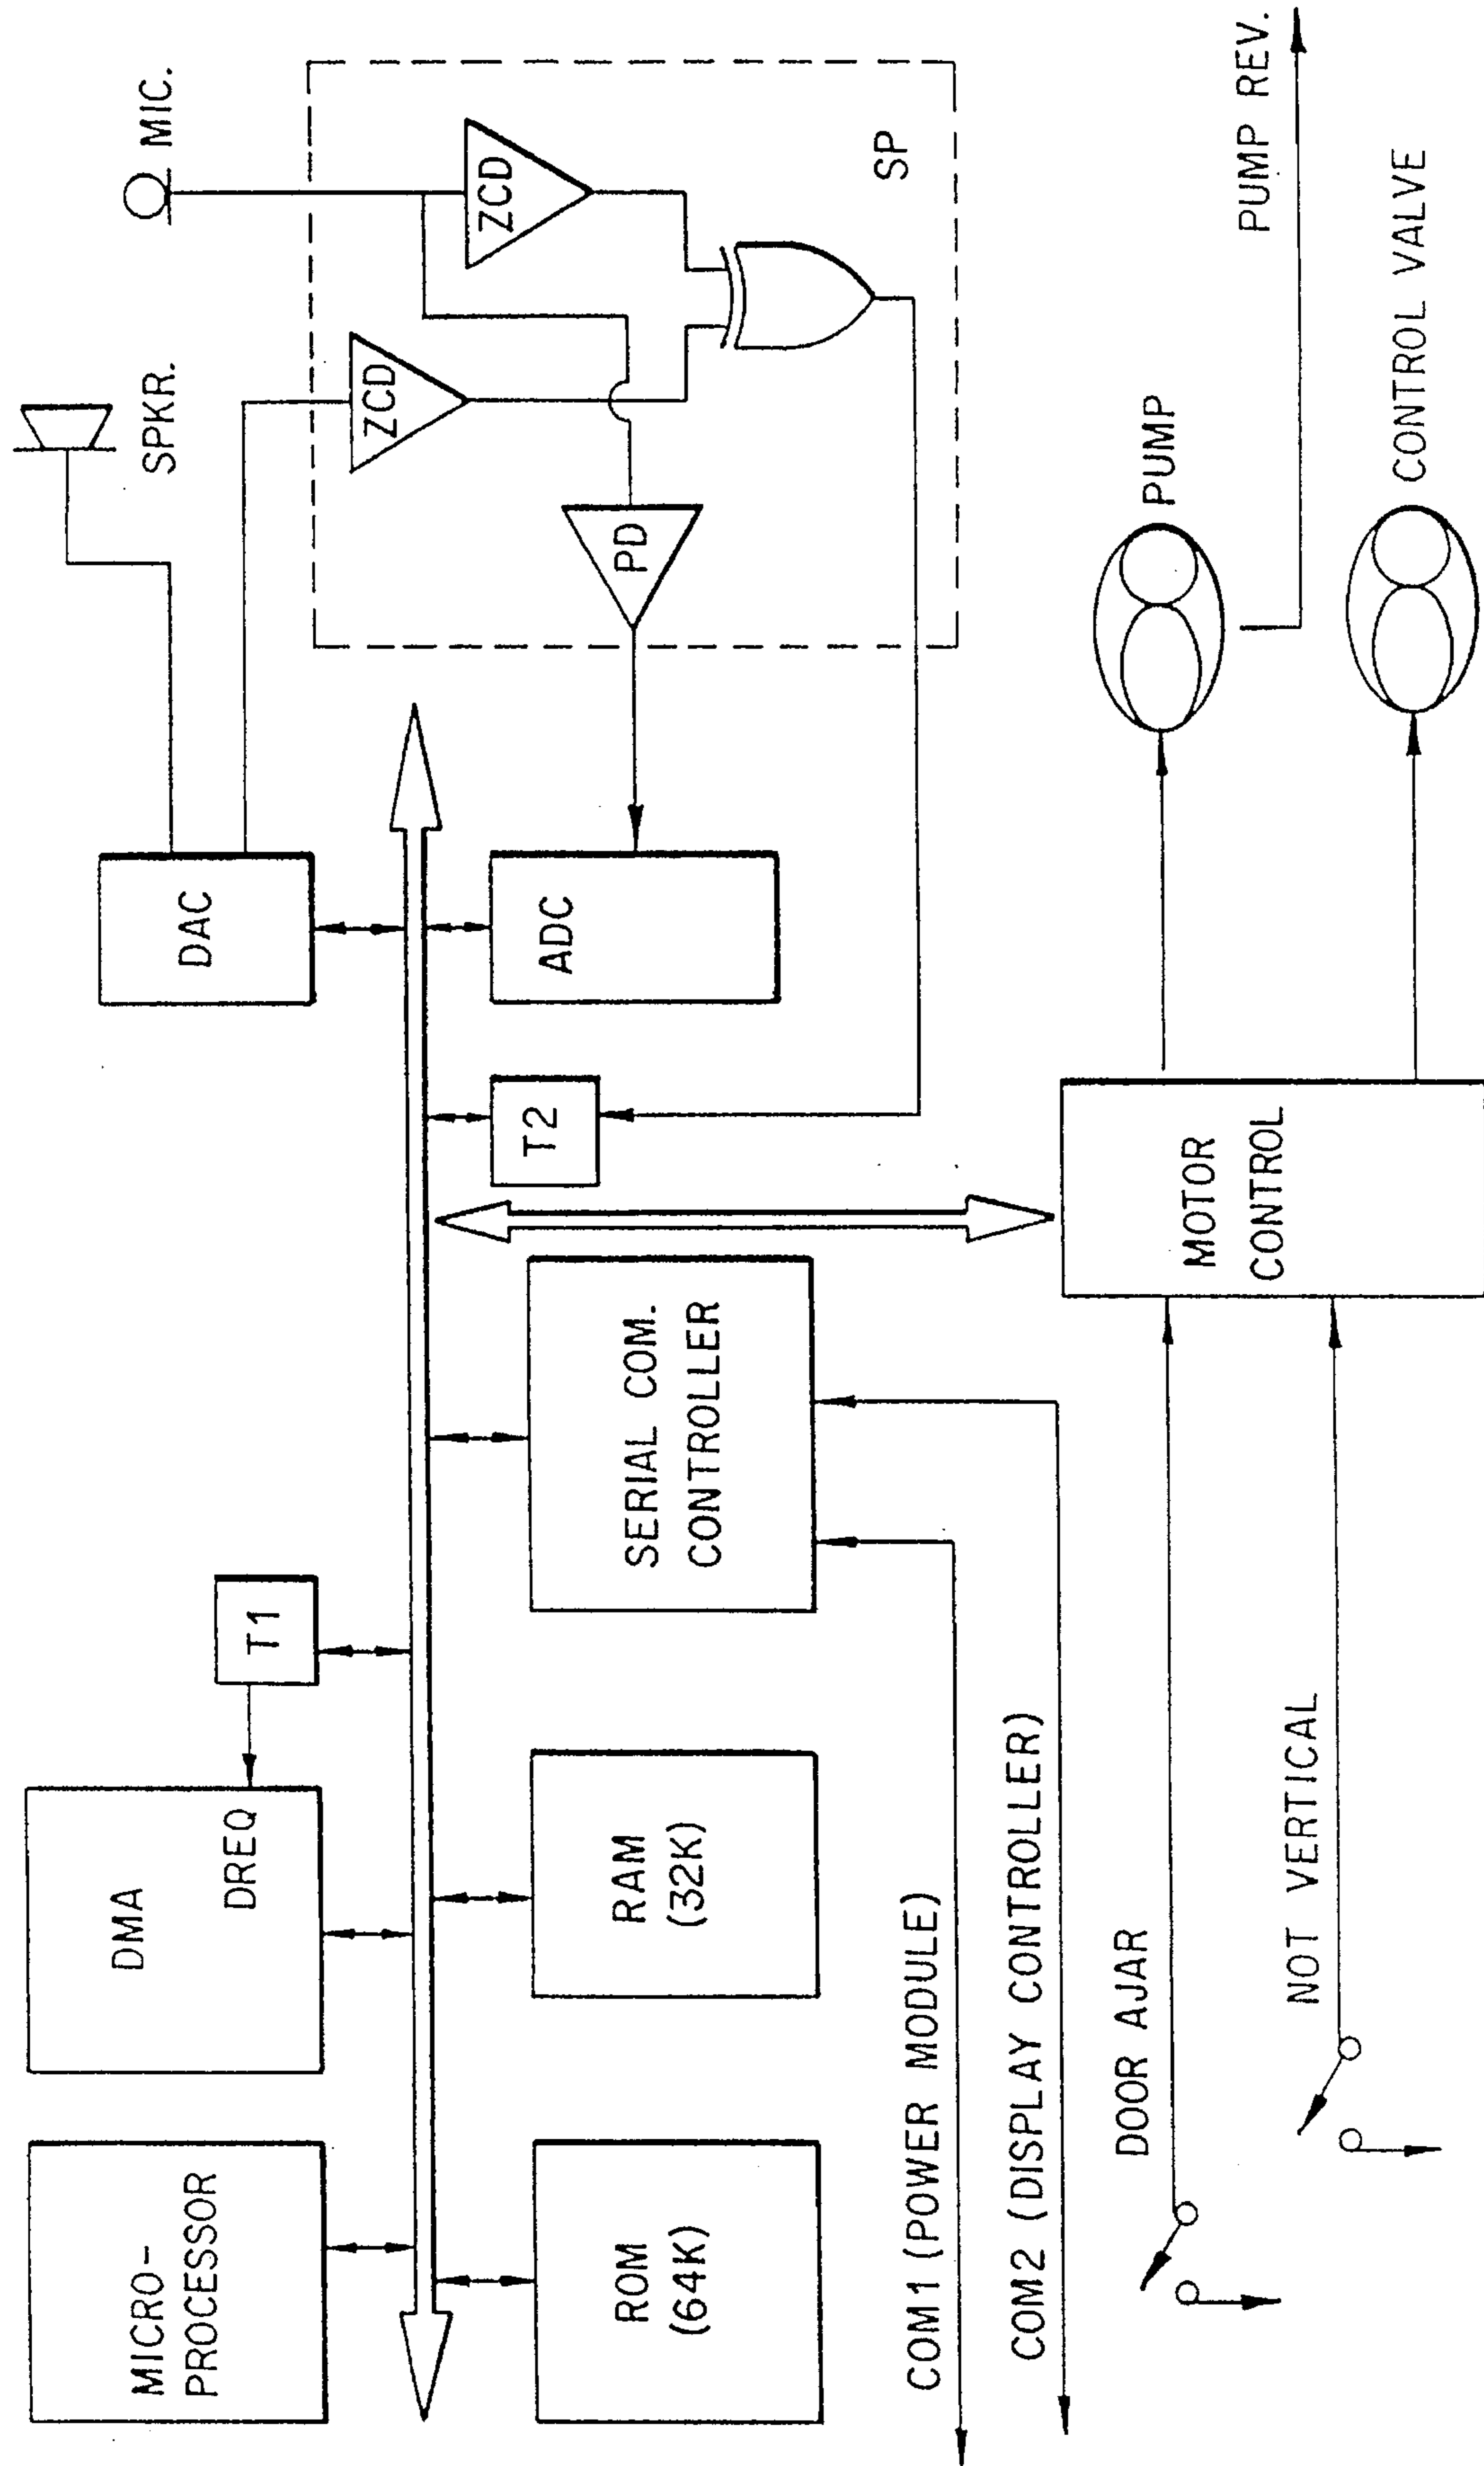 MICRO-
PROCESSOR
DMA
DREQ
T1
DAC
SPKR.
MIC.
ROM
(64K)
RAM
(32K)
SERIAL COM.
CONTROLLER
T2
ADC
PD
ZCD
ZCD
SP
COM1 (POWER MODULE)
COM2 (DISPLAY CONTROLLER)
DOOR AJAR
NOT VERTICAL
MOTOR
CONTROL
PUMP
PUMP REV.
CONTROL VALVE